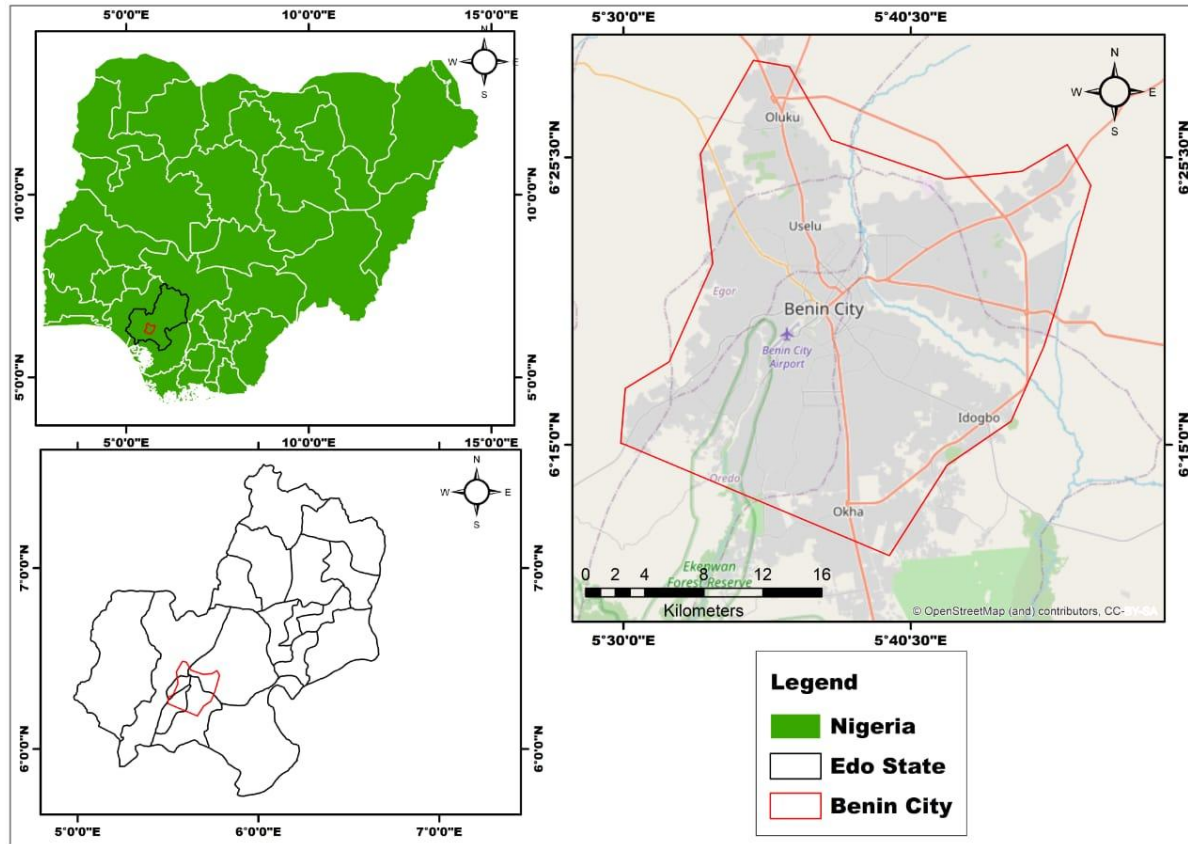 5°0'0"E 10°0'0"E 15°0'0"E
N
W E
S
10°0'0"N
10°0'0"N
5°0'0"N
5°0'0"N
5°0'0"E 10°0'0"E 15°0'0"E
N
W E
S
7°0'0"N
7°0'0"N
6°0'0"N
6°0'0"N
5°0'0"E 6°0'0"E 7°0'0"E
5°30'0"E 5°40'30"E
N
W E
S
6°25'30"N
6°25'30"N
Oluku
Uselu
Egor
Benin City
Benin City
Airport
Idogbo
6°15'0"N
6°15'0"N
Oredo
Okha
Ekenwan
Forest Reserve
0 2 4 8 12 16
Kilometers
© OpenStreetMap (and) contributors, CC-BY-SA
5°30'0"E 5°40'30"E
Legend
Nigeria
Edo State
Benin City